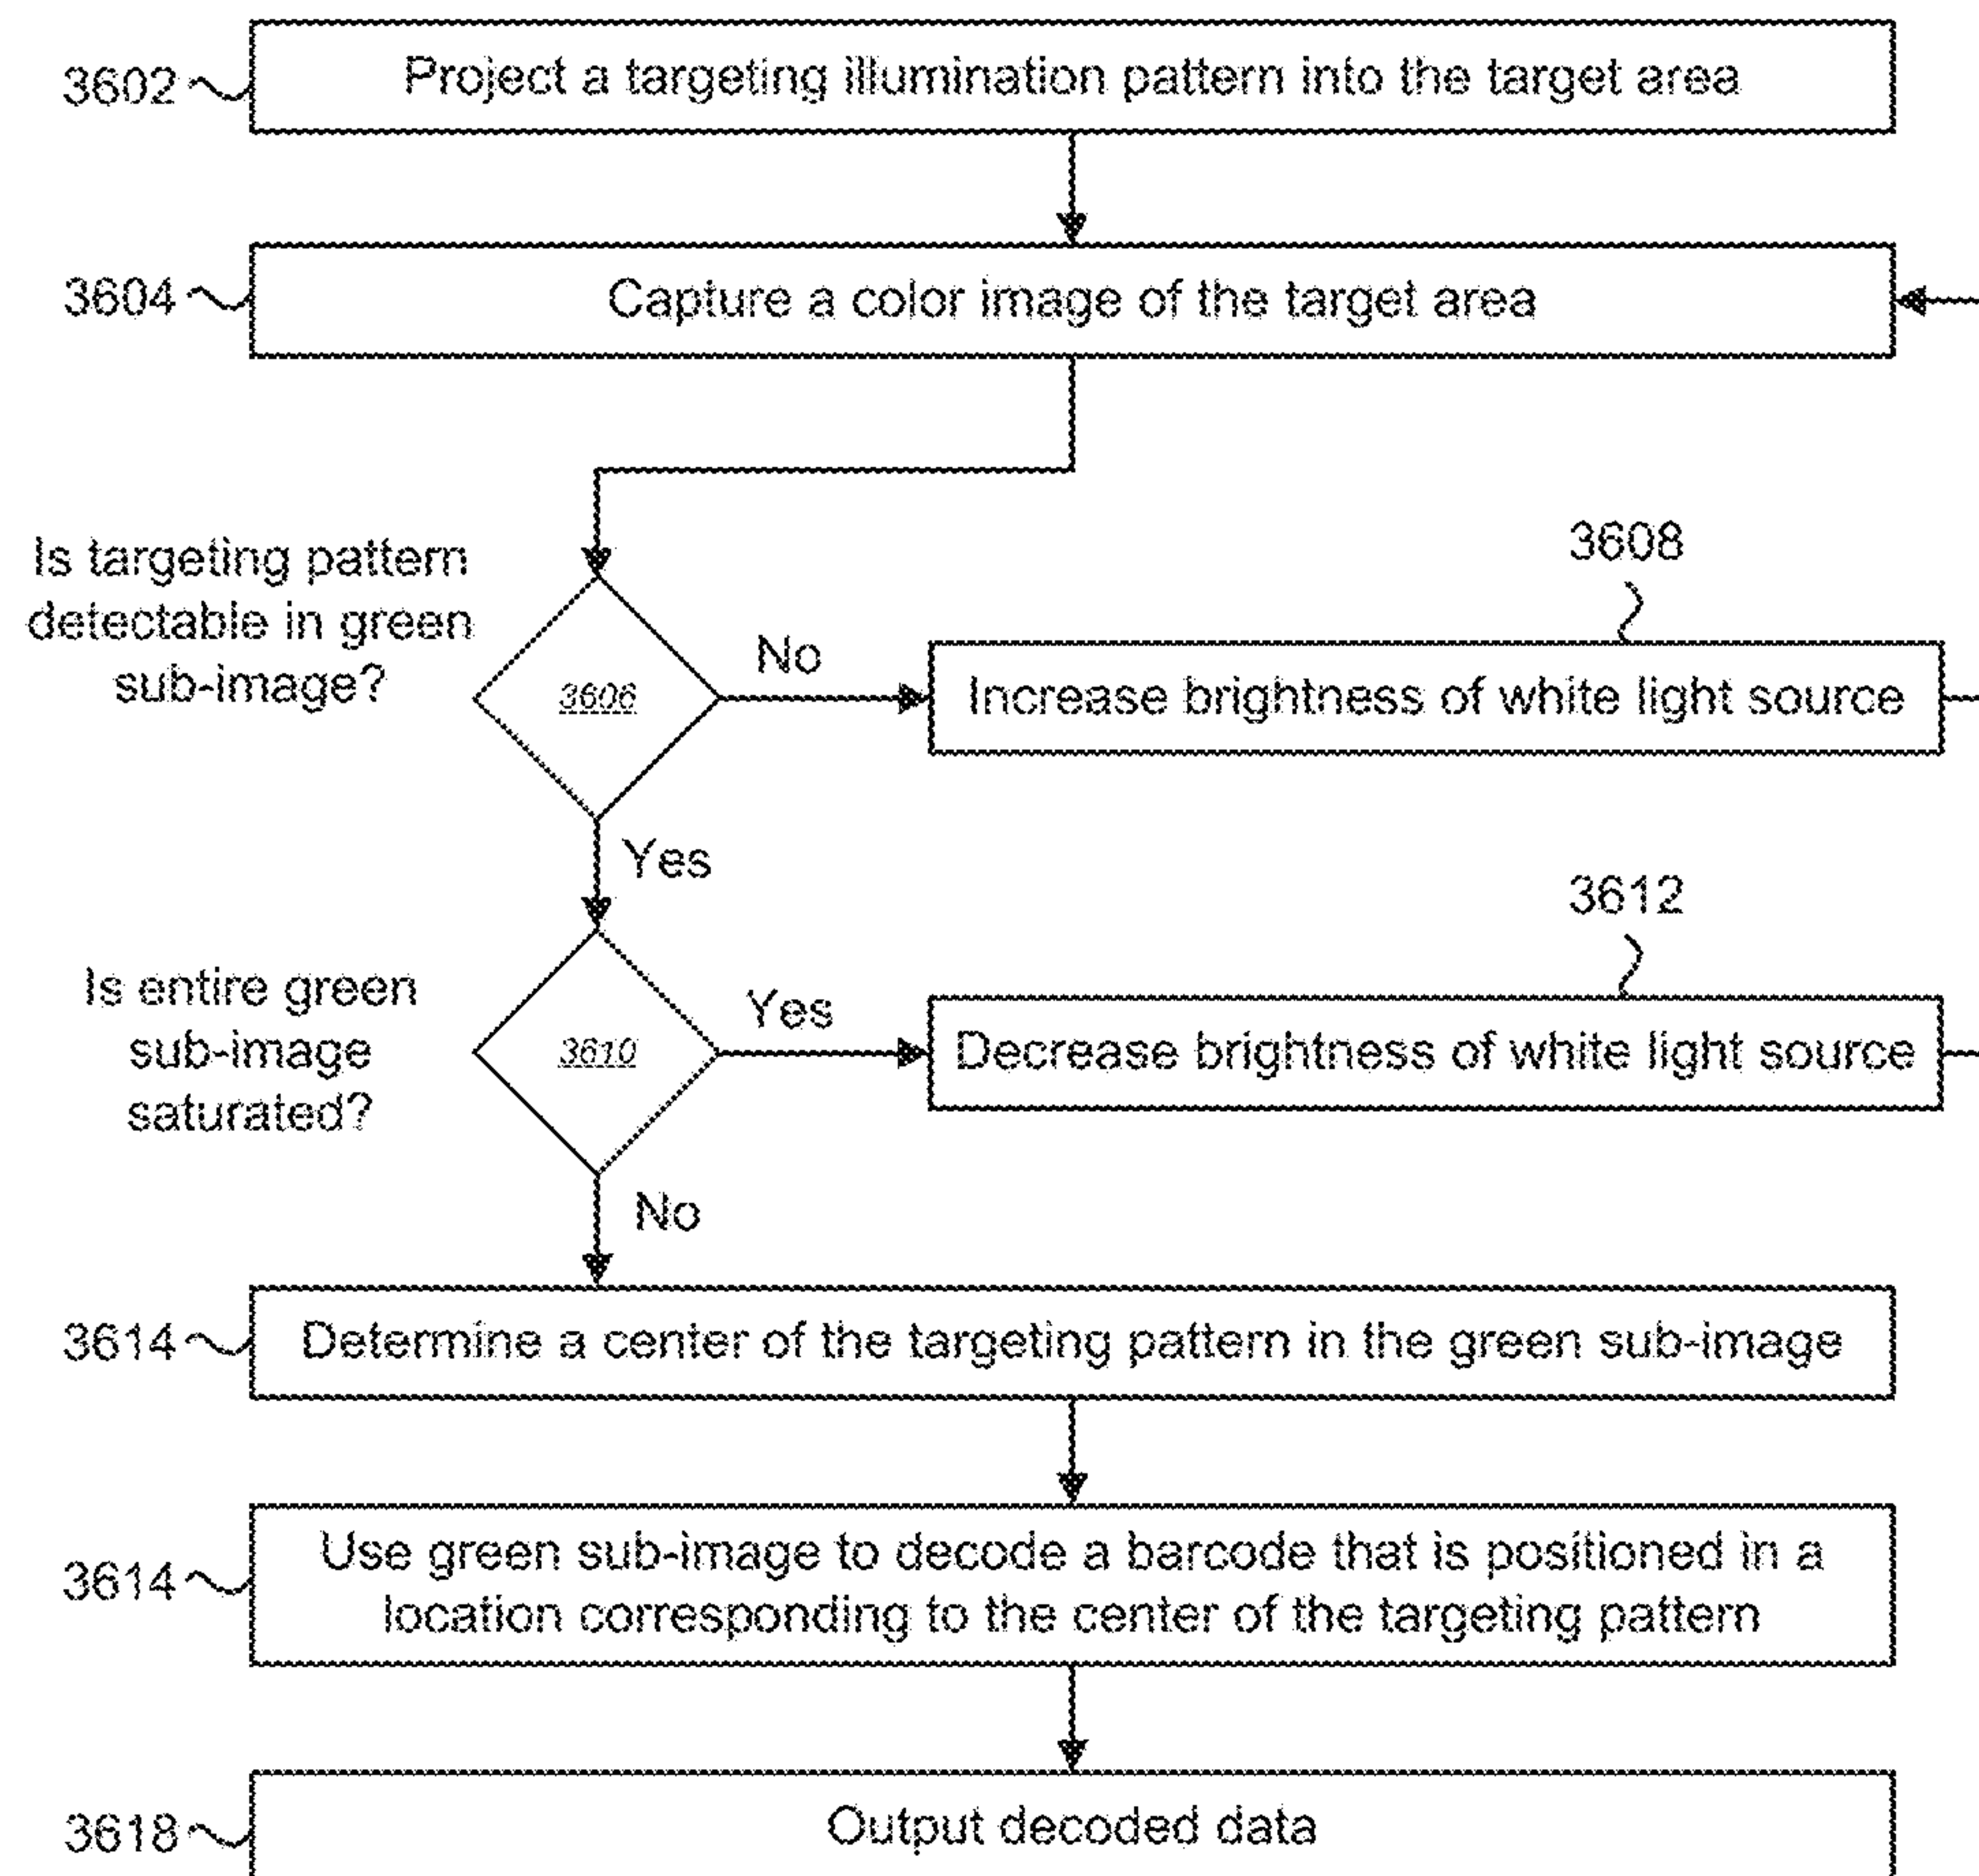 3602
Project a targeting illumination pattern into the target area
3604
Capture a color image of the target area
Is targeting pattern
detectable in green
sub-image?
3606
No
3608
Increase brightness of white light source
Yes
Is entire green
sub-image
saturated?
3610
Yes
3612
Decrease brightness of white light source
No
3614
Determine a center of the targeting pattern in the green sub-image
3614
Use green sub-image to decode a barcode that is positioned in a
location corresponding to the center of the targeting pattern
3618
Output decoded data